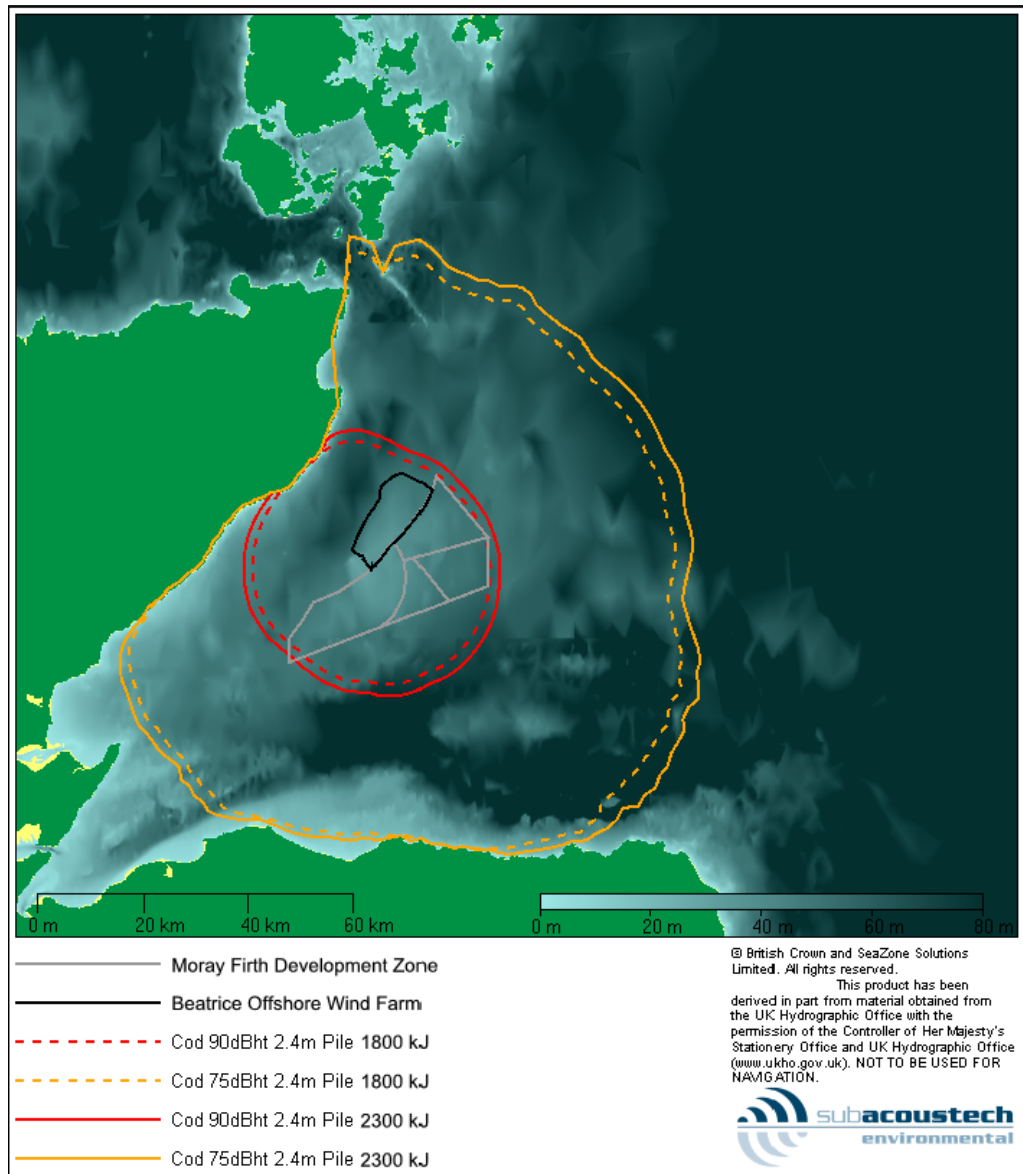 0 m 20 km 40 km 60 km 0 m 20 m 40 m 60 m 80 m
Moray Firth Development Zone
Beatrice Offshore Wind Farm
Cod 90dBht 2.4m Pile 1800 kJ
Cod 75dBht 2.4m Pile 1800 kJ
Cod 90dBht 2.4m Pile 2300 kJ
Cod 75dBht 2.4m Pile 2300 kJ
© British Crown and SeaZone Solutions
Limited. All rights reserved.
This product has been
derived in part from material obtained from
the UK Hydrographic Office with the
permission of the Controller of Her Majesty's
Stationery Office and UK Hydrographic Office
(www.ukho.gov.uk). NOT TO BE USED FOR
NAVIGATION.
subacoustech
environmental